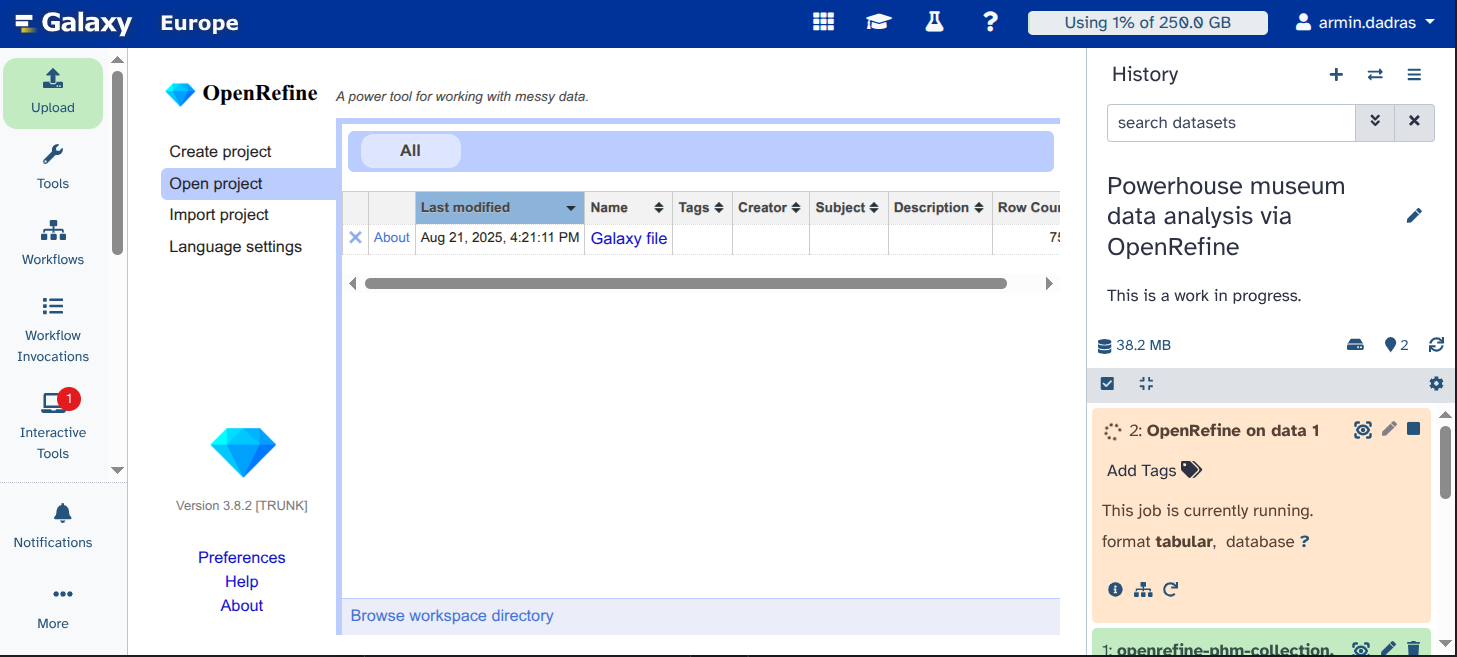 Galaxy Europe Using 1% of 250.0 GB armin.dadras
Upload
Tools
Workflows
Workflow
Invocations
1
Interactive
Tools
Notifications
More
OpenRefine A power tool for working with messy data.
Create project
Open project
Import project
Language settings
Version 3.8.2 [TRUNK]
Preferences
Help
About
All
Last modified Name Tags Creator Subject Description Row Cour
About Aug 21, 2025, 4:21:11 PM Galaxy file 75
Browse workspace directory
History
search datasets
Powerhouse museum
data analysis via
OpenRefine
This is a work in progress.
38.2 MB 2
2: OpenRefine on data 1
Add Tags
This job is currently running.
format tabular, database ?
1: openrefine-phm-collection.